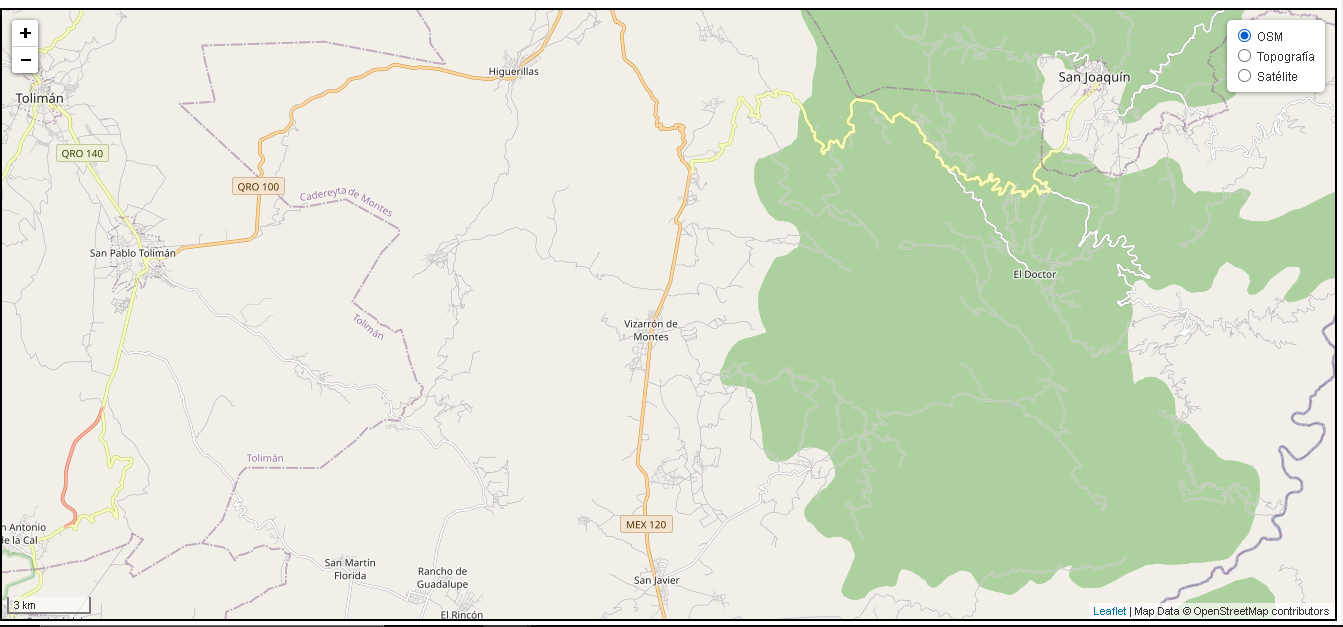 +
−
OSM
Topografía
Satélite
Higuerillas
San Joaquín
Tolimán
QRO 140
QRO 100
Cadereyta de Montes
San Pablo Tolimán
El Doctor
Tolimán
Vizarrón de
Montes
Tolimán
MEX 120
n Antonio
de la Cal
San Martín
Florida
Rancho de
Guadalupe
San Javier
3 km
El Rincón
Leaflet | Map Data © OpenStreetMap contributors